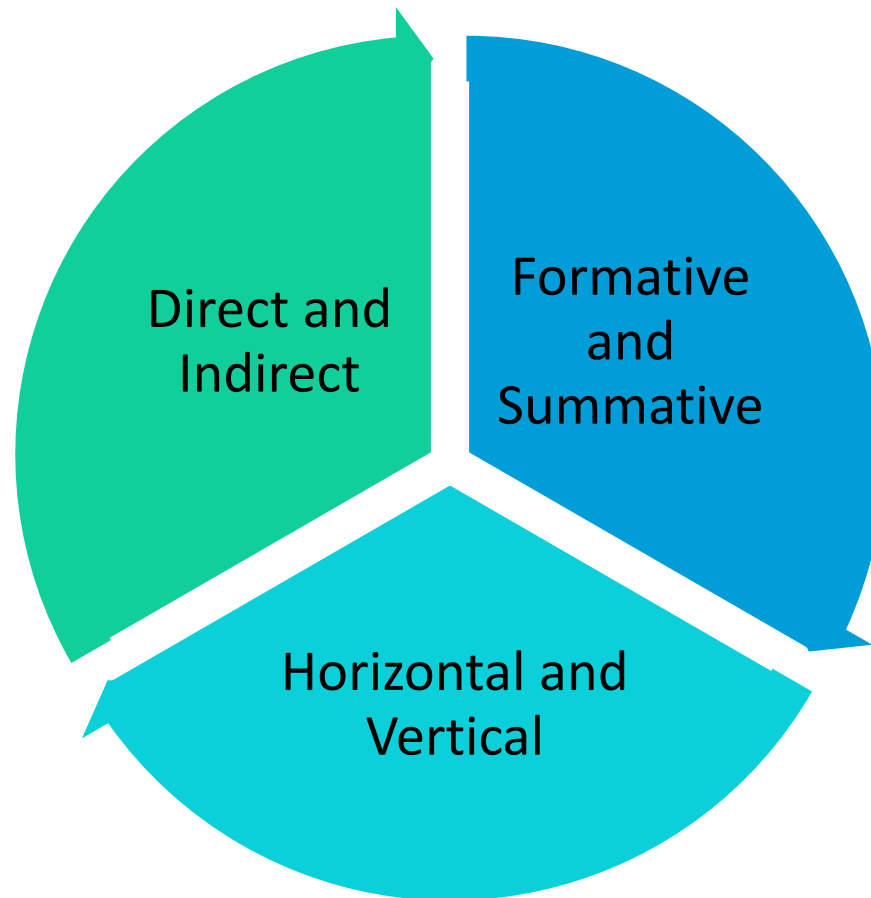 Direct and
Indirect
Formative
and
Summative
Horizontal and
Vertical